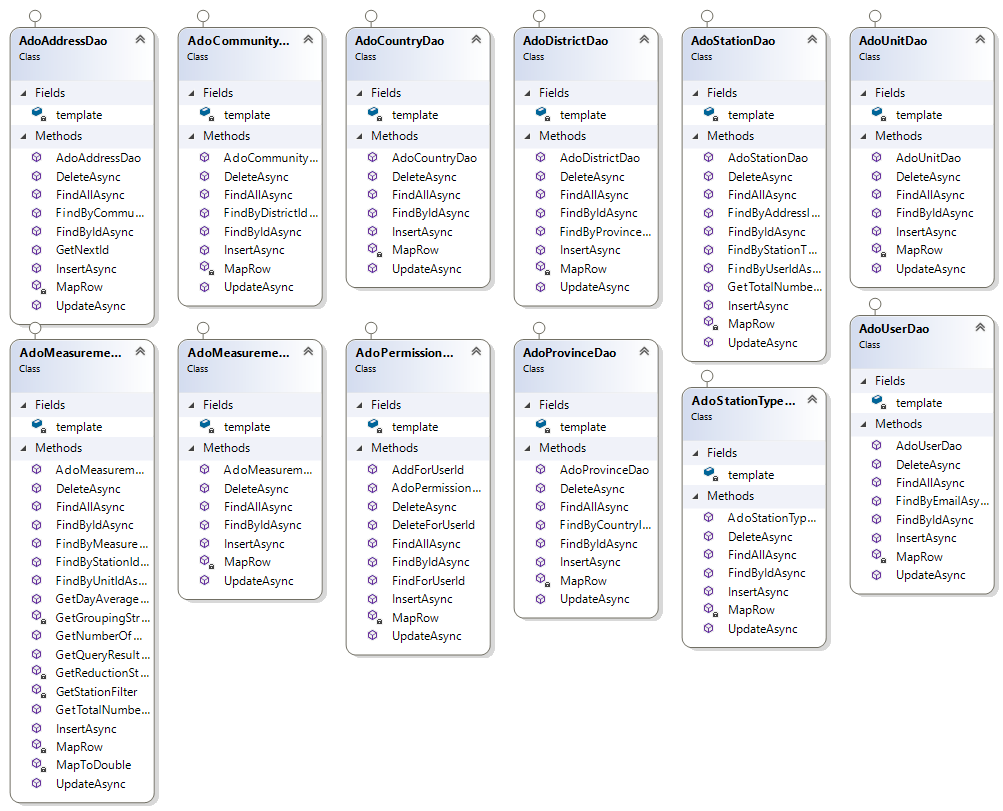 AdoAddressDao
Class
Fields
template
Methods
AdoAddressDao
DeleteAsync
FindAllAsync
FindByCommu...
FindByIdAsync
GetNextId
InsertAsync
MapRow
UpdateAsync
AdoCommunity...
Class
Fields
template
Methods
AdoCommunity...
DeleteAsync
FindAllAsync
FindByDistrictId...
FindByIdAsync
InsertAsync
MapRow
UpdateAsync
AdoCountryDao
Class
Fields
template
Methods
AdoCountryDao
DeleteAsync
FindAllAsync
FindByIdAsync
InsertAsync
MapRow
UpdateAsync
AdoDistrictDao
Class
Fields
template
Methods
AdoDistrictDao
DeleteAsync
FindAllAsync
FindByIdAsync
FindByProvince...
InsertAsync
MapRow
UpdateAsync
AdoStationDao
Class
Fields
template
Methods
AdoStationDao
DeleteAsync
FindAllAsync
FindByAddressI...
FindByIdAsync
FindByStationT...
FindByUserIdAs...
GetTotalNumbe...
InsertAsync
MapRow
UpdateAsync
AdoUnitDao
Class
Fields
template
Methods
AdoUnitDao
DeleteAsync
FindAllAsync
FindByIdAsync
InsertAsync
MapRow
UpdateAsync
AdoMeasureme...
Class
Fields
template
Methods
AdoMeasurem...
DeleteAsync
FindAllAsync
FindByIdAsync
FindByMeasure...
FindByStationId...
FindByUnitIdAs...
GetDayAverage...
GetGroupingStr...
GetNumberOf...
GetQueryResult...
GetReductionSt...
GetStationFilter
GetTotalNumbe...
InsertAsync
MapRow
MapToDouble
UpdateAsync
AdoMeasureme...
Class
Fields
template
Methods
AdoMeasurem...
DeleteAsync
FindAllAsync
FindByIdAsync
InsertAsync
MapRow
UpdateAsync
AdoPermission...
Class
Fields
template
Methods
AddForUserId
AdoPermission...
DeleteAsync
DeleteForUserId
FindAllAsync
FindByIdAsync
FindForUserId
InsertAsync
MapRow
UpdateAsync
AdoProvinceDao
Class
Fields
template
Methods
AdoProvinceDao
DeleteAsync
FindAllAsync
FindByCountryI...
FindByIdAsync
InsertAsync
MapRow
UpdateAsync
AdoStationType...
Class
Fields
template
Methods
AdoStationTyp...
DeleteAsync
FindAllAsync
FindByIdAsync
InsertAsync
MapRow
UpdateAsync
AdoUserDao
Class
Fields
template
Methods
AdoUserDao
DeleteAsync
FindAllAsync
FindByEmailAsy...
FindByIdAsync
InsertAsync
MapRow
UpdateAsync